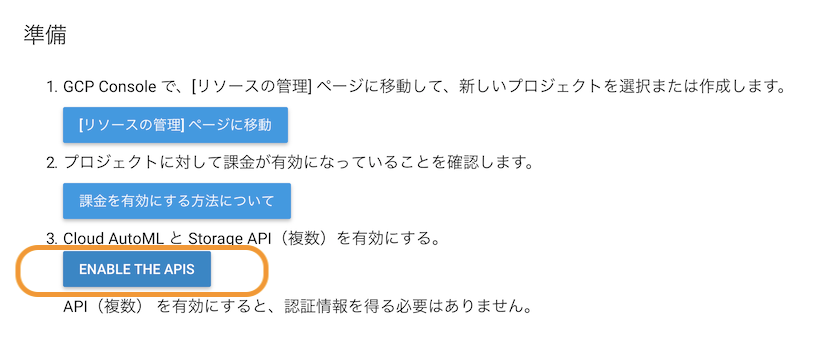 準備
1. GCP Console で、[リソースの管理] ページに移動して、新しいプロジェクトを選択または作成します。
[リソースの管理] ページに移動
2. プロジェクトに対して課金が有効になっていることを確認します。
課金を有効にする方法について
3. Cloud AutoML と Storage API（複数）を有効にする。
ENABLE THE APIS
API（複数） を有効にすると、認証情報を得る必要はありません。